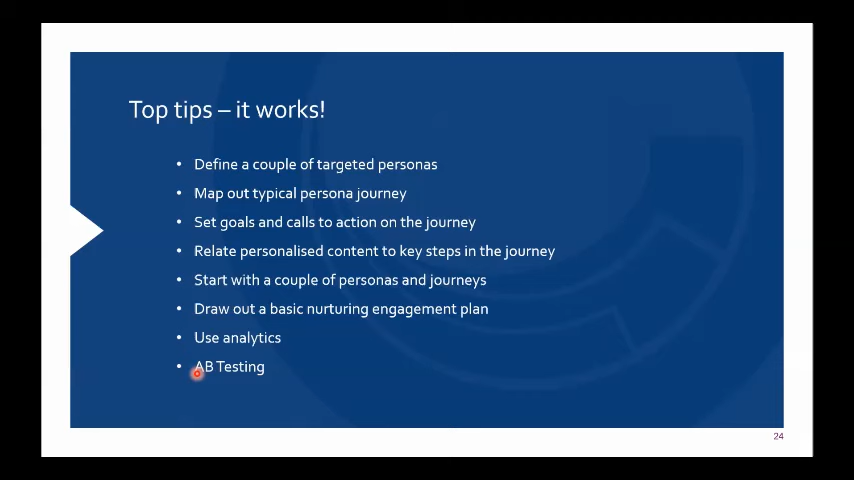 Top tips – it works!
• Define a couple of targeted personas
• Map out typical persona journey
• Set goals and calls to action on the journey
• Relate personalised content to key steps in the journey
• Start with a couple of personas and journeys
• Draw out a basic nurturing engagement plan
• Use analytics
• AB Testing
24